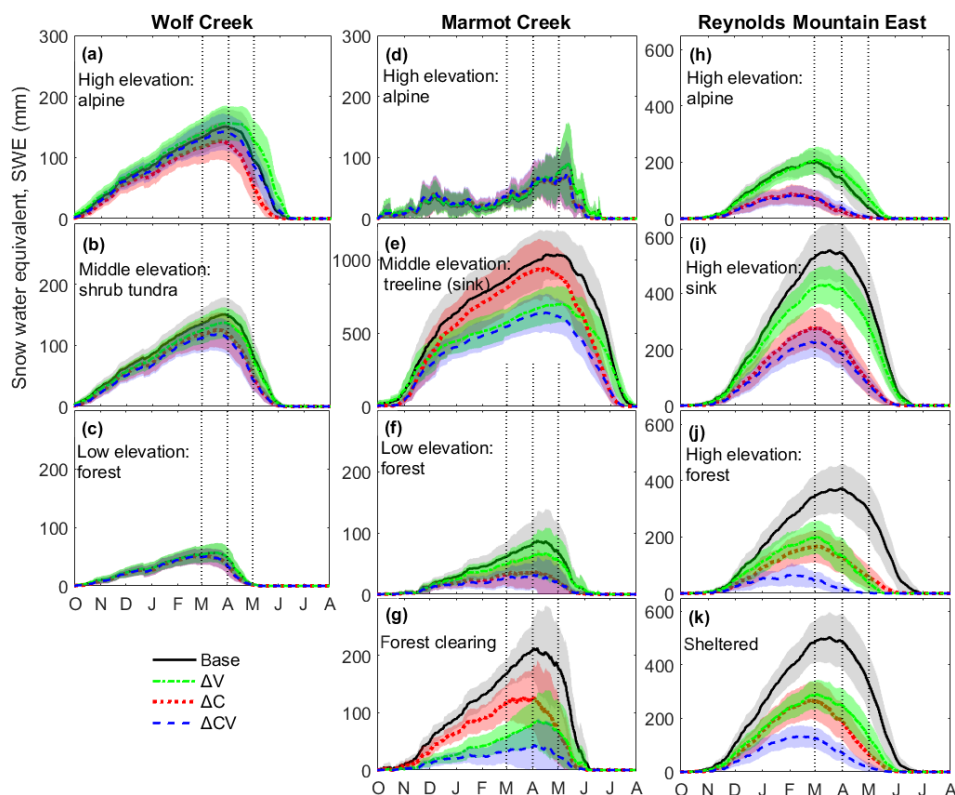 Wolf Creek
Marmot Creek
Reynolds Mountain East
Snow water equivalent, SWE (mm)
300
200
100
0
(a)
High elevation:
alpine
200
100
0
(b)
Middle elevation:
shrub tundra
200
100
0
(c)
Low elevation:
forest
O N D J F M A M J J A
300
200
100
0
(d)
High elevation:
alpine
1000
500
0
(e)
Middle elevation:
treeline (sink)
200
100
0
(f)
Low elevation:
forest
200
100
0
(g)
Forest clearing
O N D J F M A M J J A
600
400
200
0
(h)
High elevation:
alpine
600
400
200
0
(i)
High elevation:
sink
600
400
200
0
(j)
High elevation:
forest
600
400
200
0
(k)
Sheltered
O N D J F M A M J J A
Base
ΔV
ΔC
ΔCV